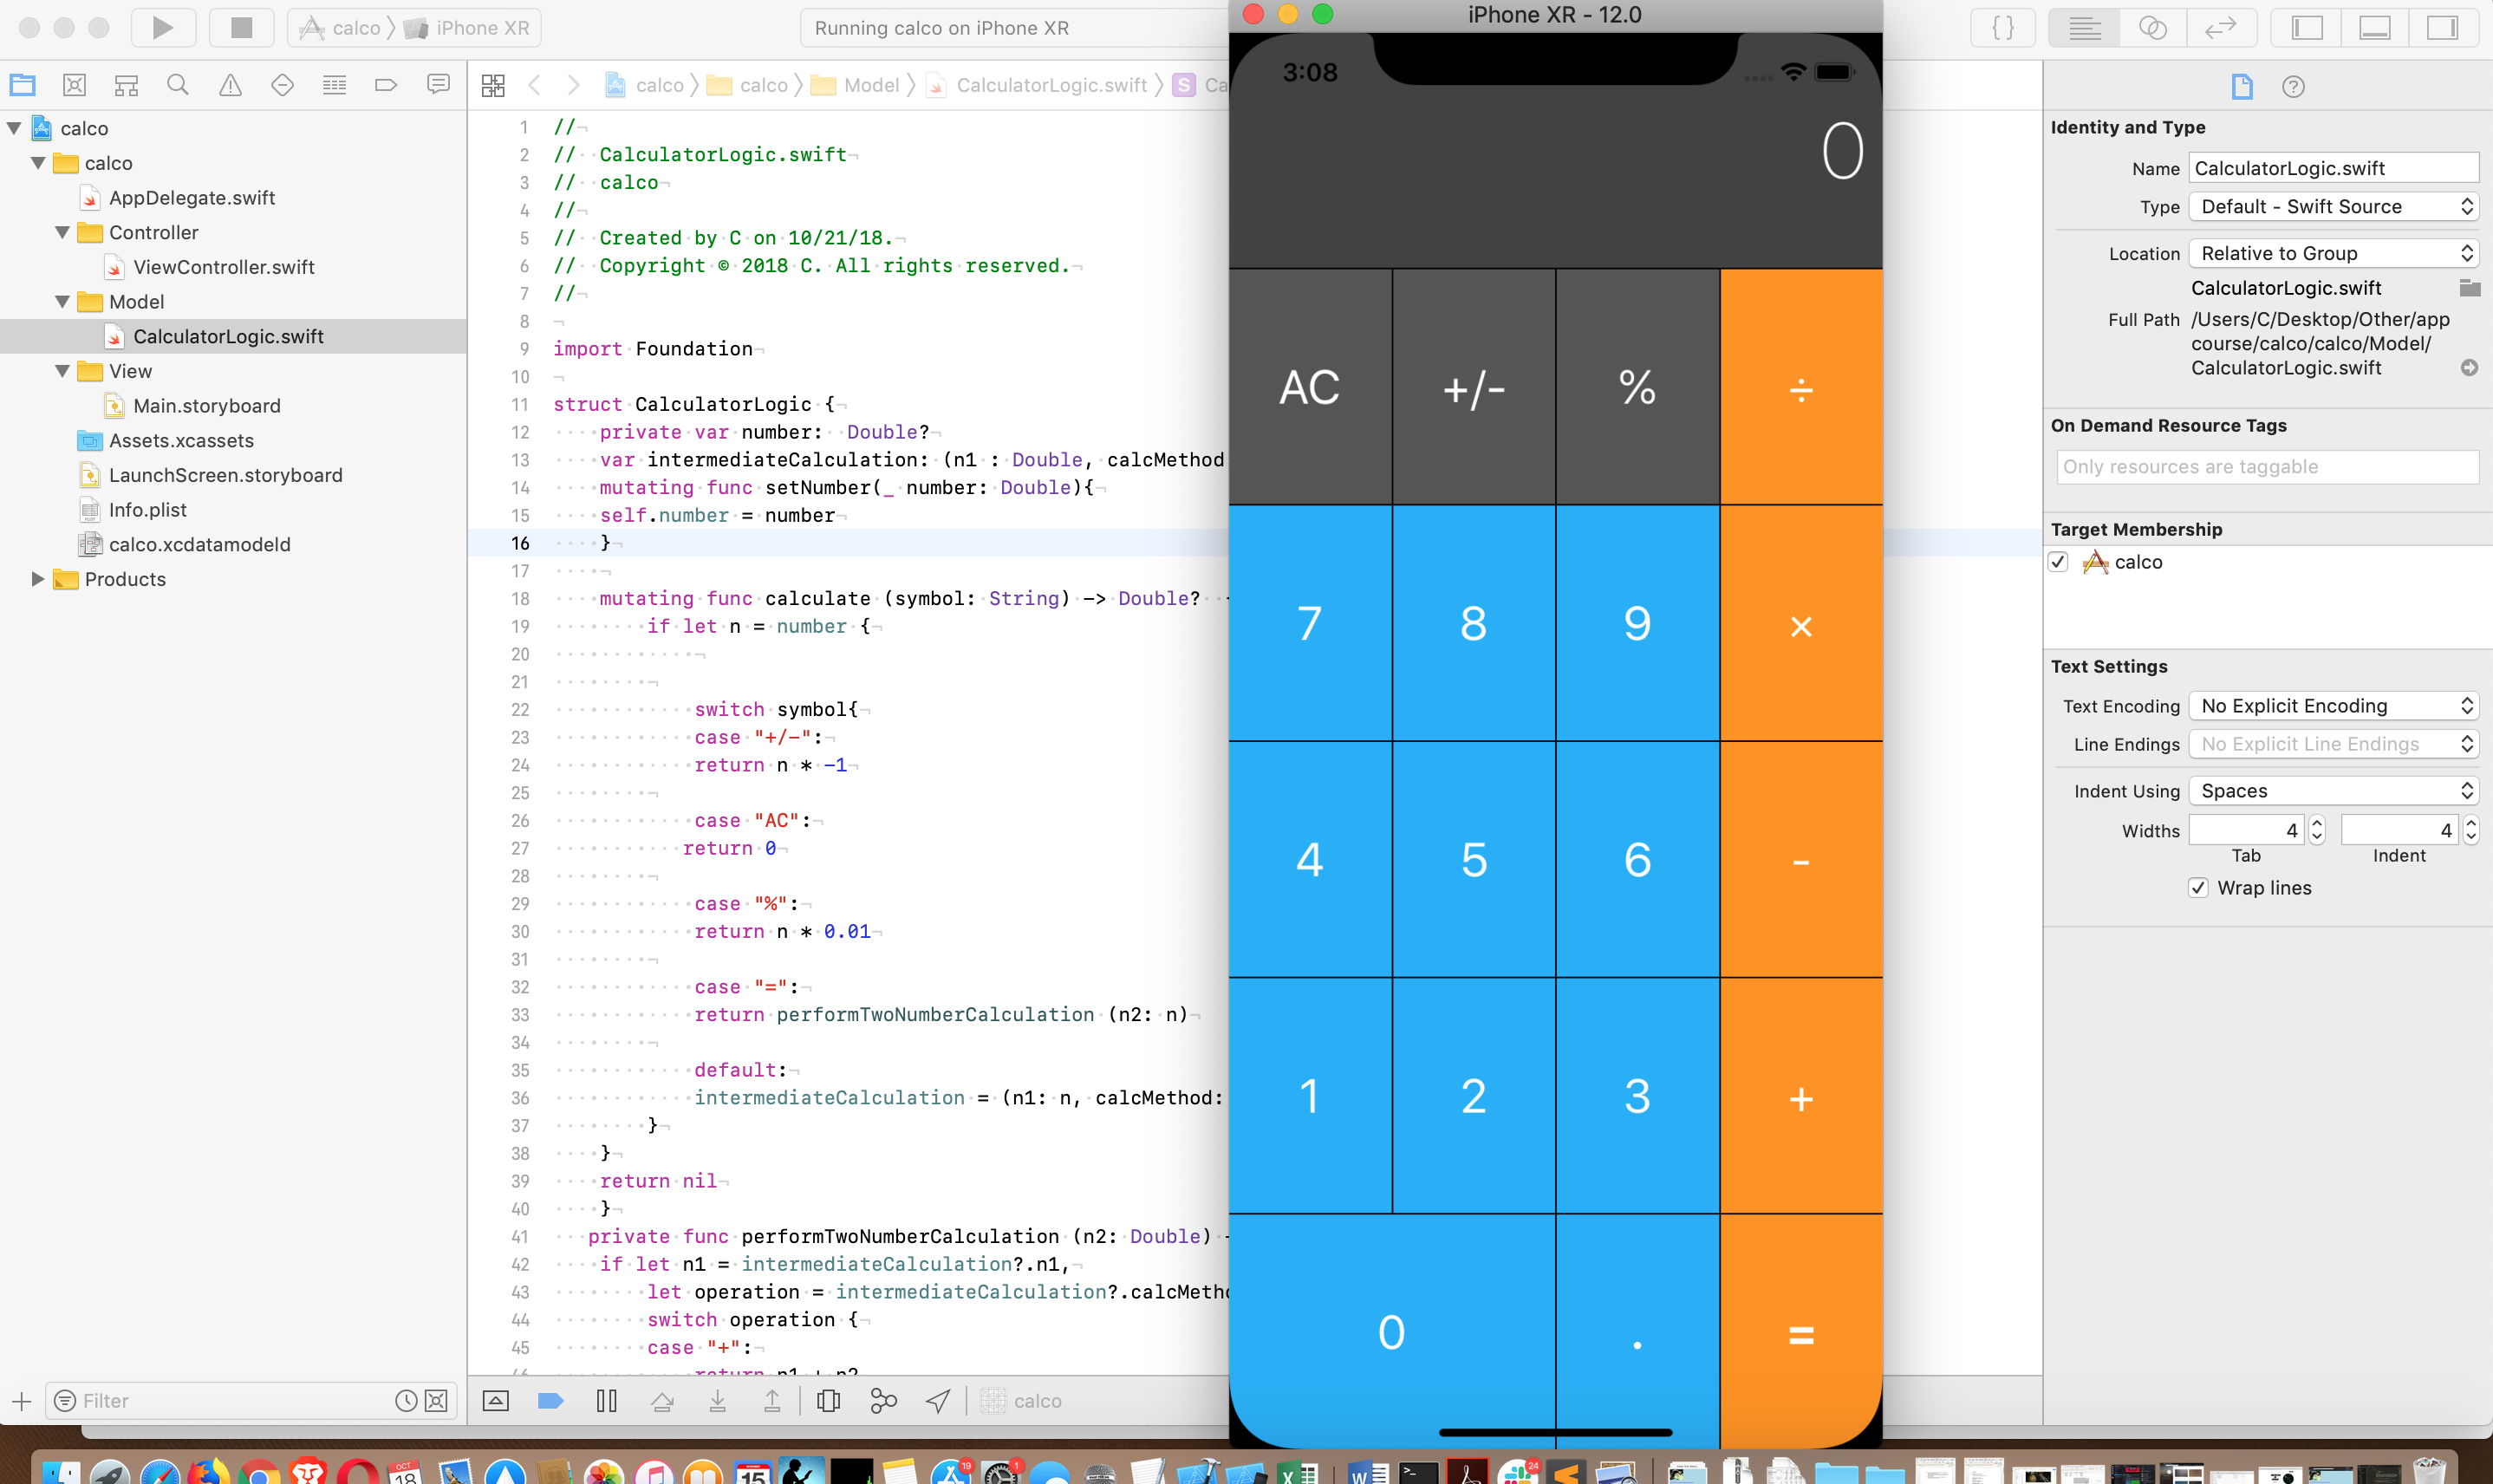 calco 〉 iPhone XR
Running calco on iPhone XR
iPhone XR - 12.0
{ }
calco 〉 calco 〉 Model 〉 CalculatorLogic.swift 〉 S Ca
calco
calco
AppDelegate.swift
Controller
ViewController.swift
Model
CalculatorLogic.swift
View
Main.storyboard
Assets.xcassets
LaunchScreen.storyboard
Info.plist
calco.xcdatamodeld
Products
Filter
1 //
2 // CalculatorLogic.swift
3 // calco
4 //
5 // Created by C on 10/21/18.
6 // Copyright © 2018 C. All rights reserved.
7 //
8
9 import Foundation
10
11 struct CalculatorLogic {
12 private var number: Double?
13 var intermediateCalculation: (n1 : Double, calcMethod
14 mutating func setNumber(_ number: Double){
15 self.number = number
16 }
17
18 mutating func calculate (symbol: String) -> Double?
19 if let n = number {
20
21
22 switch symbol{
23 case "+/-":
24 return n * -1
25
26 case "AC":
27 return 0
28
29 case "%":
30 return n * 0.01
31
32 case "=":
33 return performTwoNumberCalculation (n2: n)
34
35 default:
36 intermediateCalculation = (n1: n, calcMethod:
37 }
38 }
39 return nil
40 }
41 private func performTwoNumberCalculation (n2: Double)
42 if let n1 = intermediateCalculation?.n1,
43 let operation = intermediateCalculation?.calcMetho
44 switch operation {
45 case "+":
46 return n1 + n2
calco
3:08
0
AC +/- % ÷
7 8 9 ×
4 5 6 -
1 2 3 +
0 . =
Identity and Type
Name CalculatorLogic.swift
Type Default - Swift Source
Location Relative to Group
CalculatorLogic.swift
Full Path /Users/C/Desktop/Other/app
course/calco/calco/Model/
CalculatorLogic.swift
On Demand Resource Tags
Only resources are taggable
Target Membership
calco
Text Settings
Text Encoding No Explicit Encoding
Line Endings No Explicit Line Endings
Indent Using Spaces
Widths 4 4
Tab Indent
Wrap lines
OCT
18
15
19
1
24